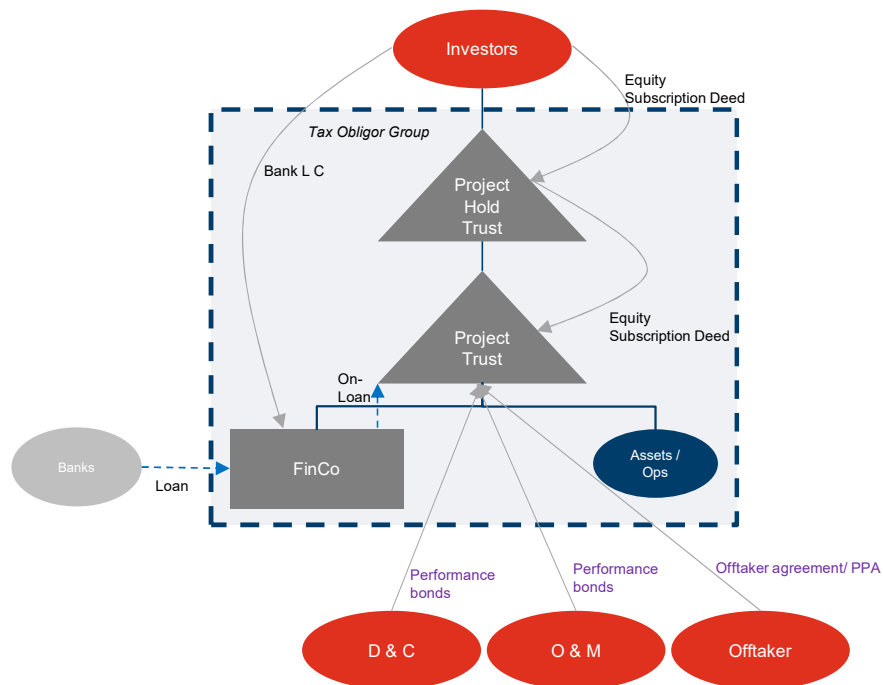 Investors
Equity
Subscription Deed
Tax Obligor Group
Bank L C
Project
Hold
Trust
Equity
Subscription Deed
Project
Trust
On-
Loan
Banks
Loan
FinCo
Assets /
Ops
Performance
bonds
Performance
bonds
Offtaker agreement/ PPA
D & C
O & M
Offtaker